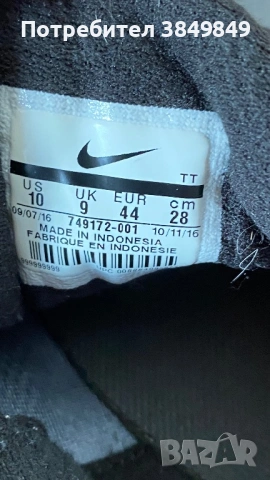 Потребител 3849849
TT
US UK EUR cm
10 9 44 28
09/07/16 749172-001 10/11/16
MADE IN INDONESIA
FABRIQUE EN INDONESIE
BAZAR